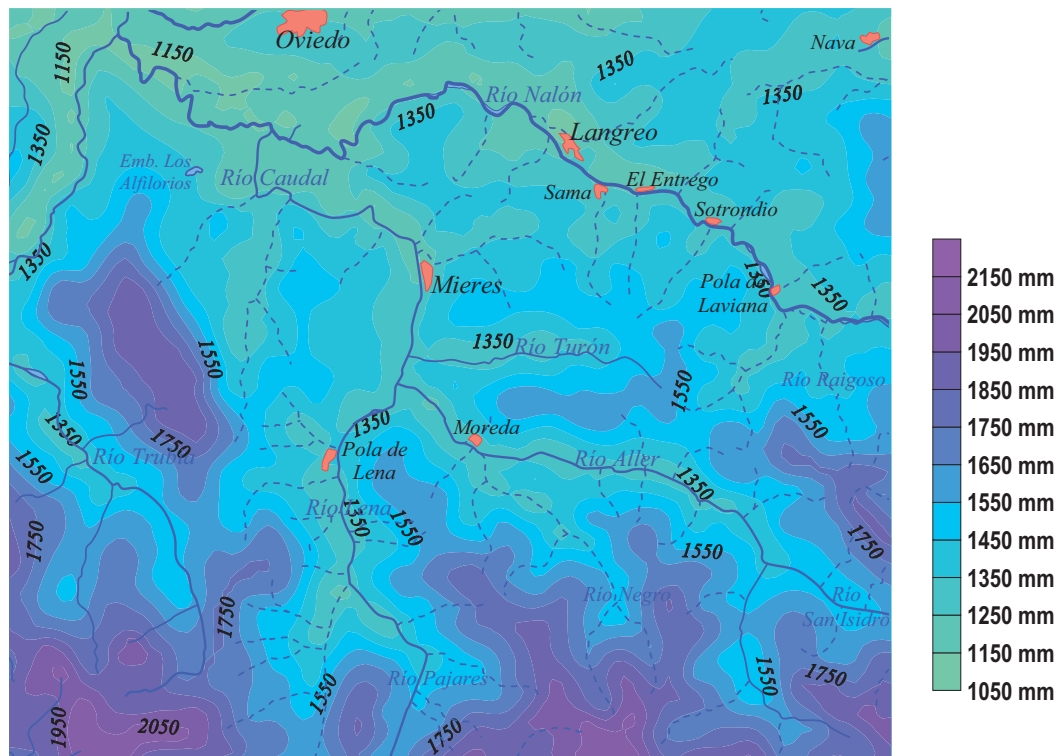 Oviedo
Nava
1150
1150
1350
1350
1350
1350
Río Nalón
Langreo
Emb. Los
Alfilorios
Río Caudal
Sama
El Entrego
Sotrondio
1350
Mieres
1350
Pola de
Laviana
1350
2150 mm
2050 mm
1950 mm
1850 mm
1750 mm
1650 mm
1550 mm
1450 mm
1350 mm
1250 mm
1150 mm
1050 mm
1550
1550
1350
Río Turón
1550
Río Raigoso
1350
1350
Moreda
1550
1750
Río Trubia
Pola de
Lena
Río Aller
1350
1550
Río Lena
1350
1550
1750
1550
1750
1750
Río Negro
Río
San Isidro
1550
Río Pajares
1550
1750
1950
2050
1750